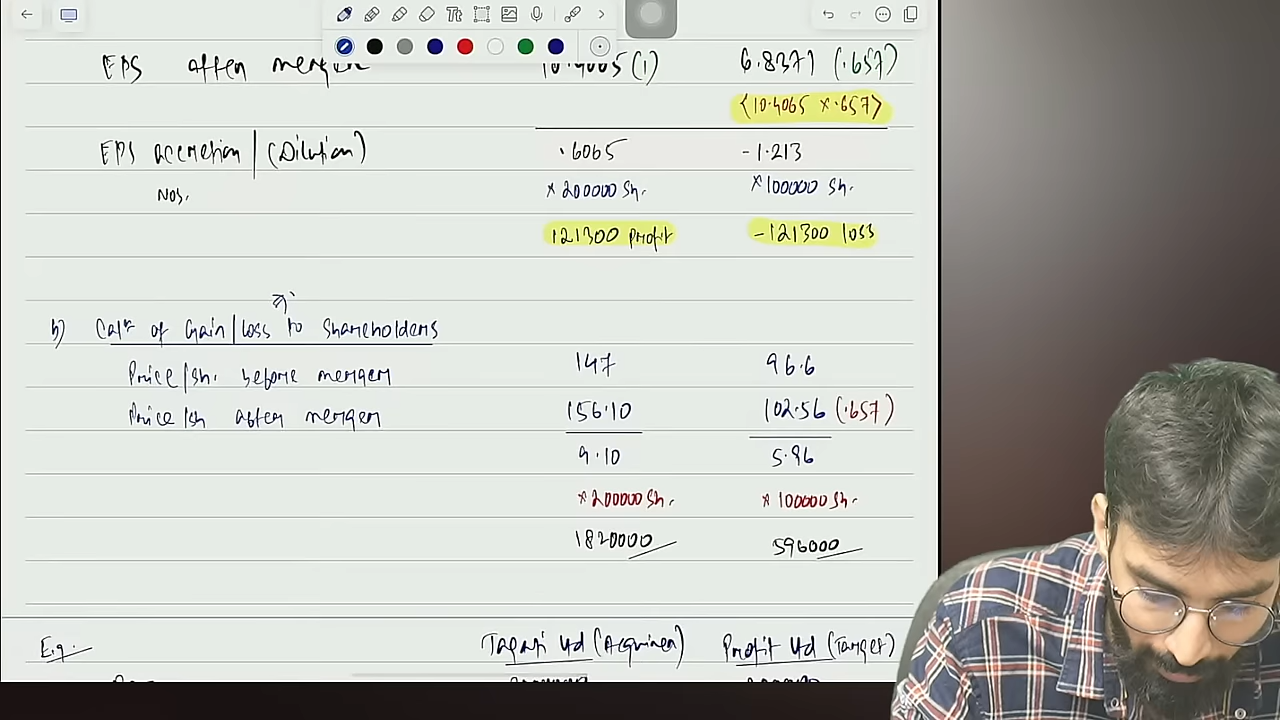 EPS after merger 10.4065 (1) 6.8371 (.657)
<10.4065 × .657>
EPS accretion | (Dilution) .6065 -1.213
Nos. × 200000 Sh. × 100000 Sh.
121300 profit -121300 loss
b) Calⁿ of Gain | loss to Shareholders
Price/sh. before merger 147 96.6
Price/sh after merger 156.10 102.56 (.657)
9.10 5.96
× 200000 Sh. × 100000 Sh.
1820000 596000
Eg. (Acquirer) Profit Ltd (Target)